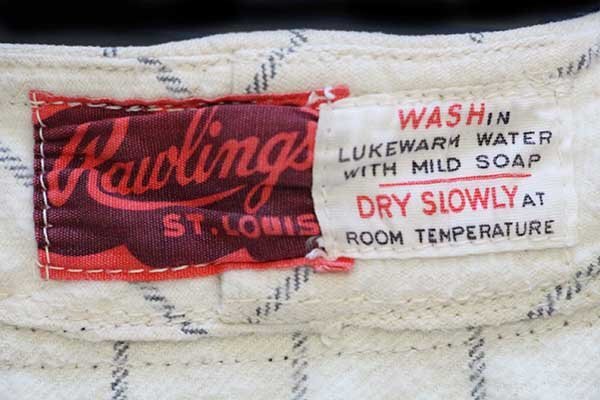 Rawlings
ST. LOUIS
WASH IN
LUKEWARM WATER
WITH MILD SOAP
DRY SLOWLY AT
ROOM TEMPERATURE